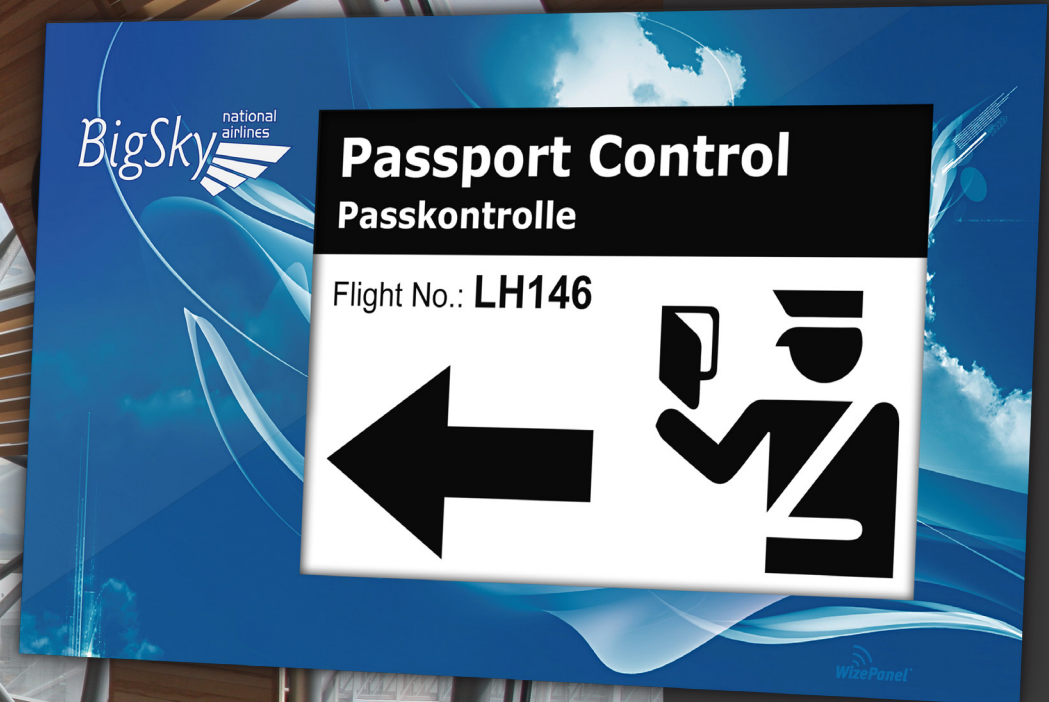 BigSky
national
airlines
Passport Control
Passkontrolle
Flight No.: LH146
WizePanel